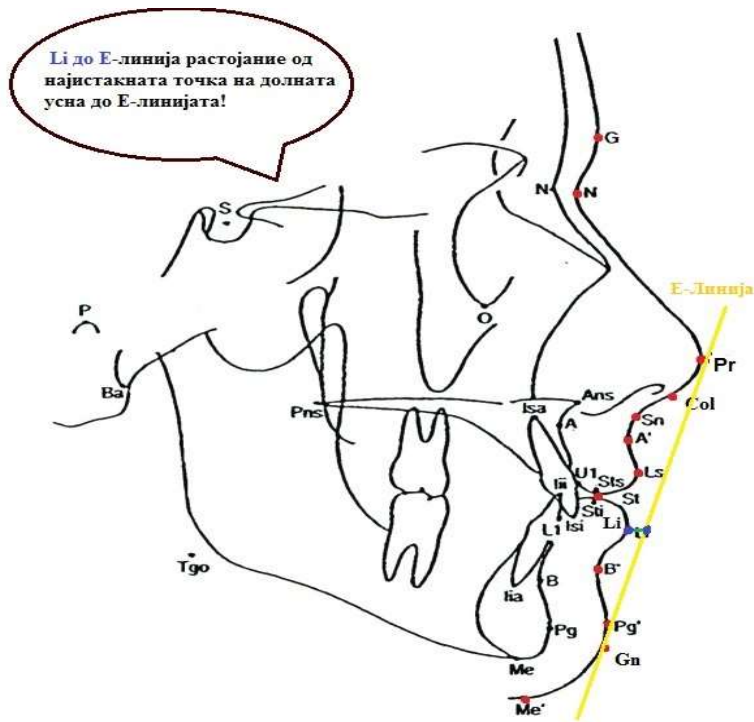 Li до Е-линија растојание од
најистакната точка на долната
усна до Е-линијата!
G
N
N
S
Е-Линија
P
O
Pr
Ba
Col
Pns
Isa
Ans
Sn
A
A'
U1
Ls
Iii
Sts
St
Sti
Isi
Li
L1
Tgo
B'
Iia
B
Pg
Pg'
Gn
Me
Me'